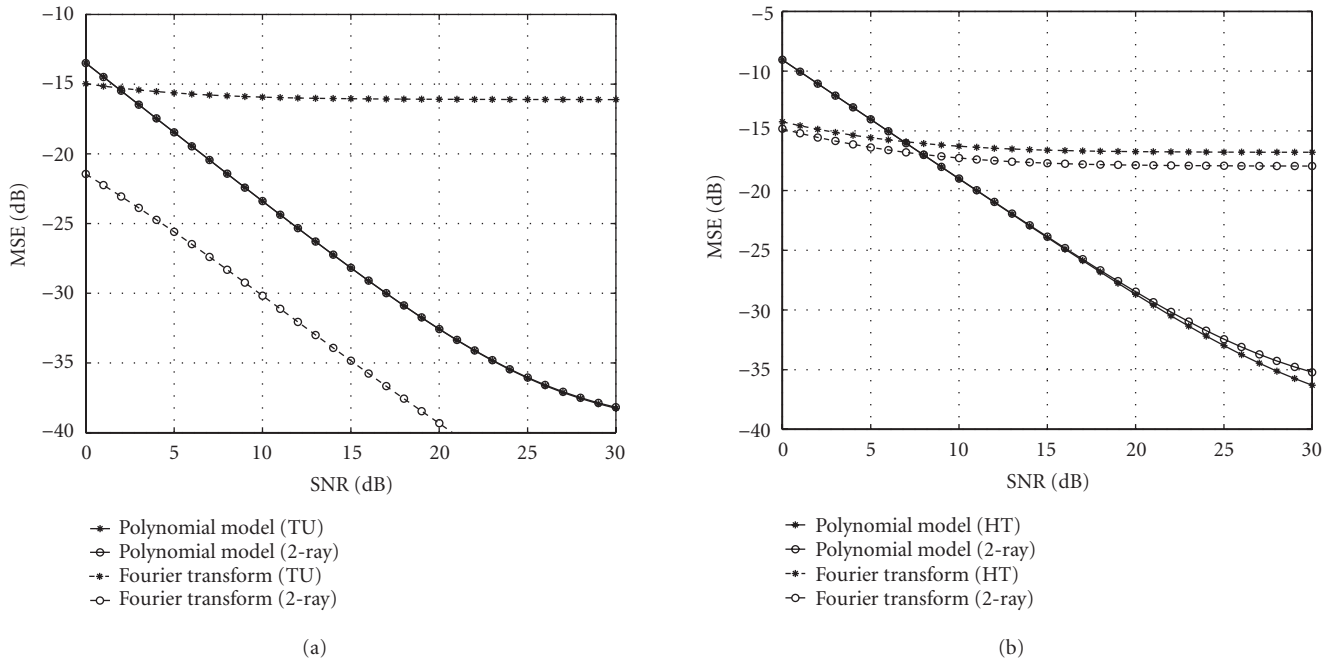 −10
−15
−20
−25
−30
−35
−40
MSE (dB)
0 5 10 15 20 25 30
SNR (dB)
Polynomial model (TU)
Polynomial model (2-ray)
Fourier transform (TU)
Fourier transform (2-ray)
(a)
−5
−10
−15
−20
−25
−30
−35
−40
MSE (dB)
0 5 10 15 20 25 30
SNR (dB)
Polynomial model (HT)
Polynomial model (2-ray)
Fourier transform (HT)
Fourier transform (2-ray)
(b)